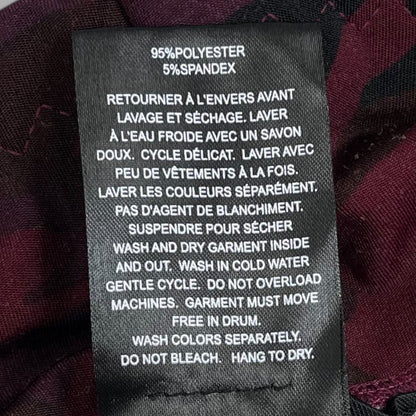 95%POLYESTER
5%SPANDEX
RETOURNER À L'ENVERS AVANT
LAVAGE ET SÉCHAGE. LAVER
À L'EAU FROIDE AVEC UN SAVON
DOUX. CYCLE DÉLICAT. LAVER AVEC
PEU DE VÊTEMENTS À LA FOIS.
LAVER LES COULEURS SÉPARÉMENT.
PAS D'AGENT DE BLANCHIMENT.
SUSPENDRE POUR SÉCHER
WASH AND DRY GARMENT INSIDE
AND OUT. WASH IN COLD WATER
GENTLE CYCLE. DO NOT OVERLOAD
MACHINES. GARMENT MUST MOVE
FREE IN DRUM.
WASH COLORS SEPARATELY.
DO NOT BLEACH. HANG TO DRY.